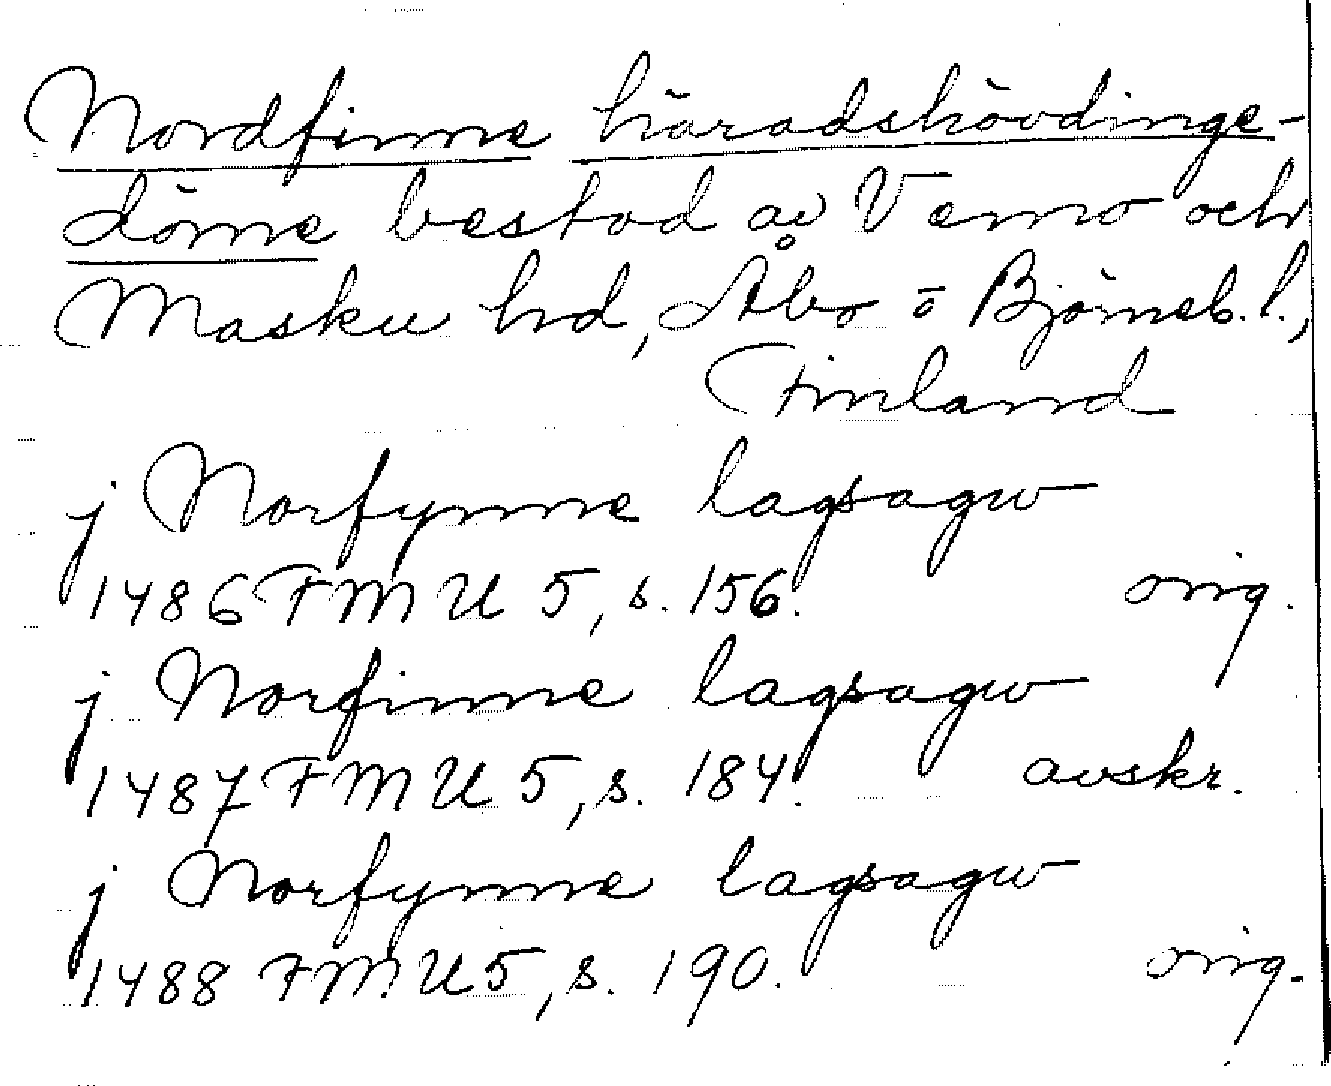 Nordfinne häradshövdinge-
döme bestod av Vemo och
Masku hd, Åbo o Björneb. l.,
Finland
j Norfynne lagsagw
1486 FMU 5, s. 156. orig.
j Norfinne lagsagw
1487 FMU 5, s. 184. avskr.
j Norfynne lagsagw
1488 FMU 5, s. 190. orig.